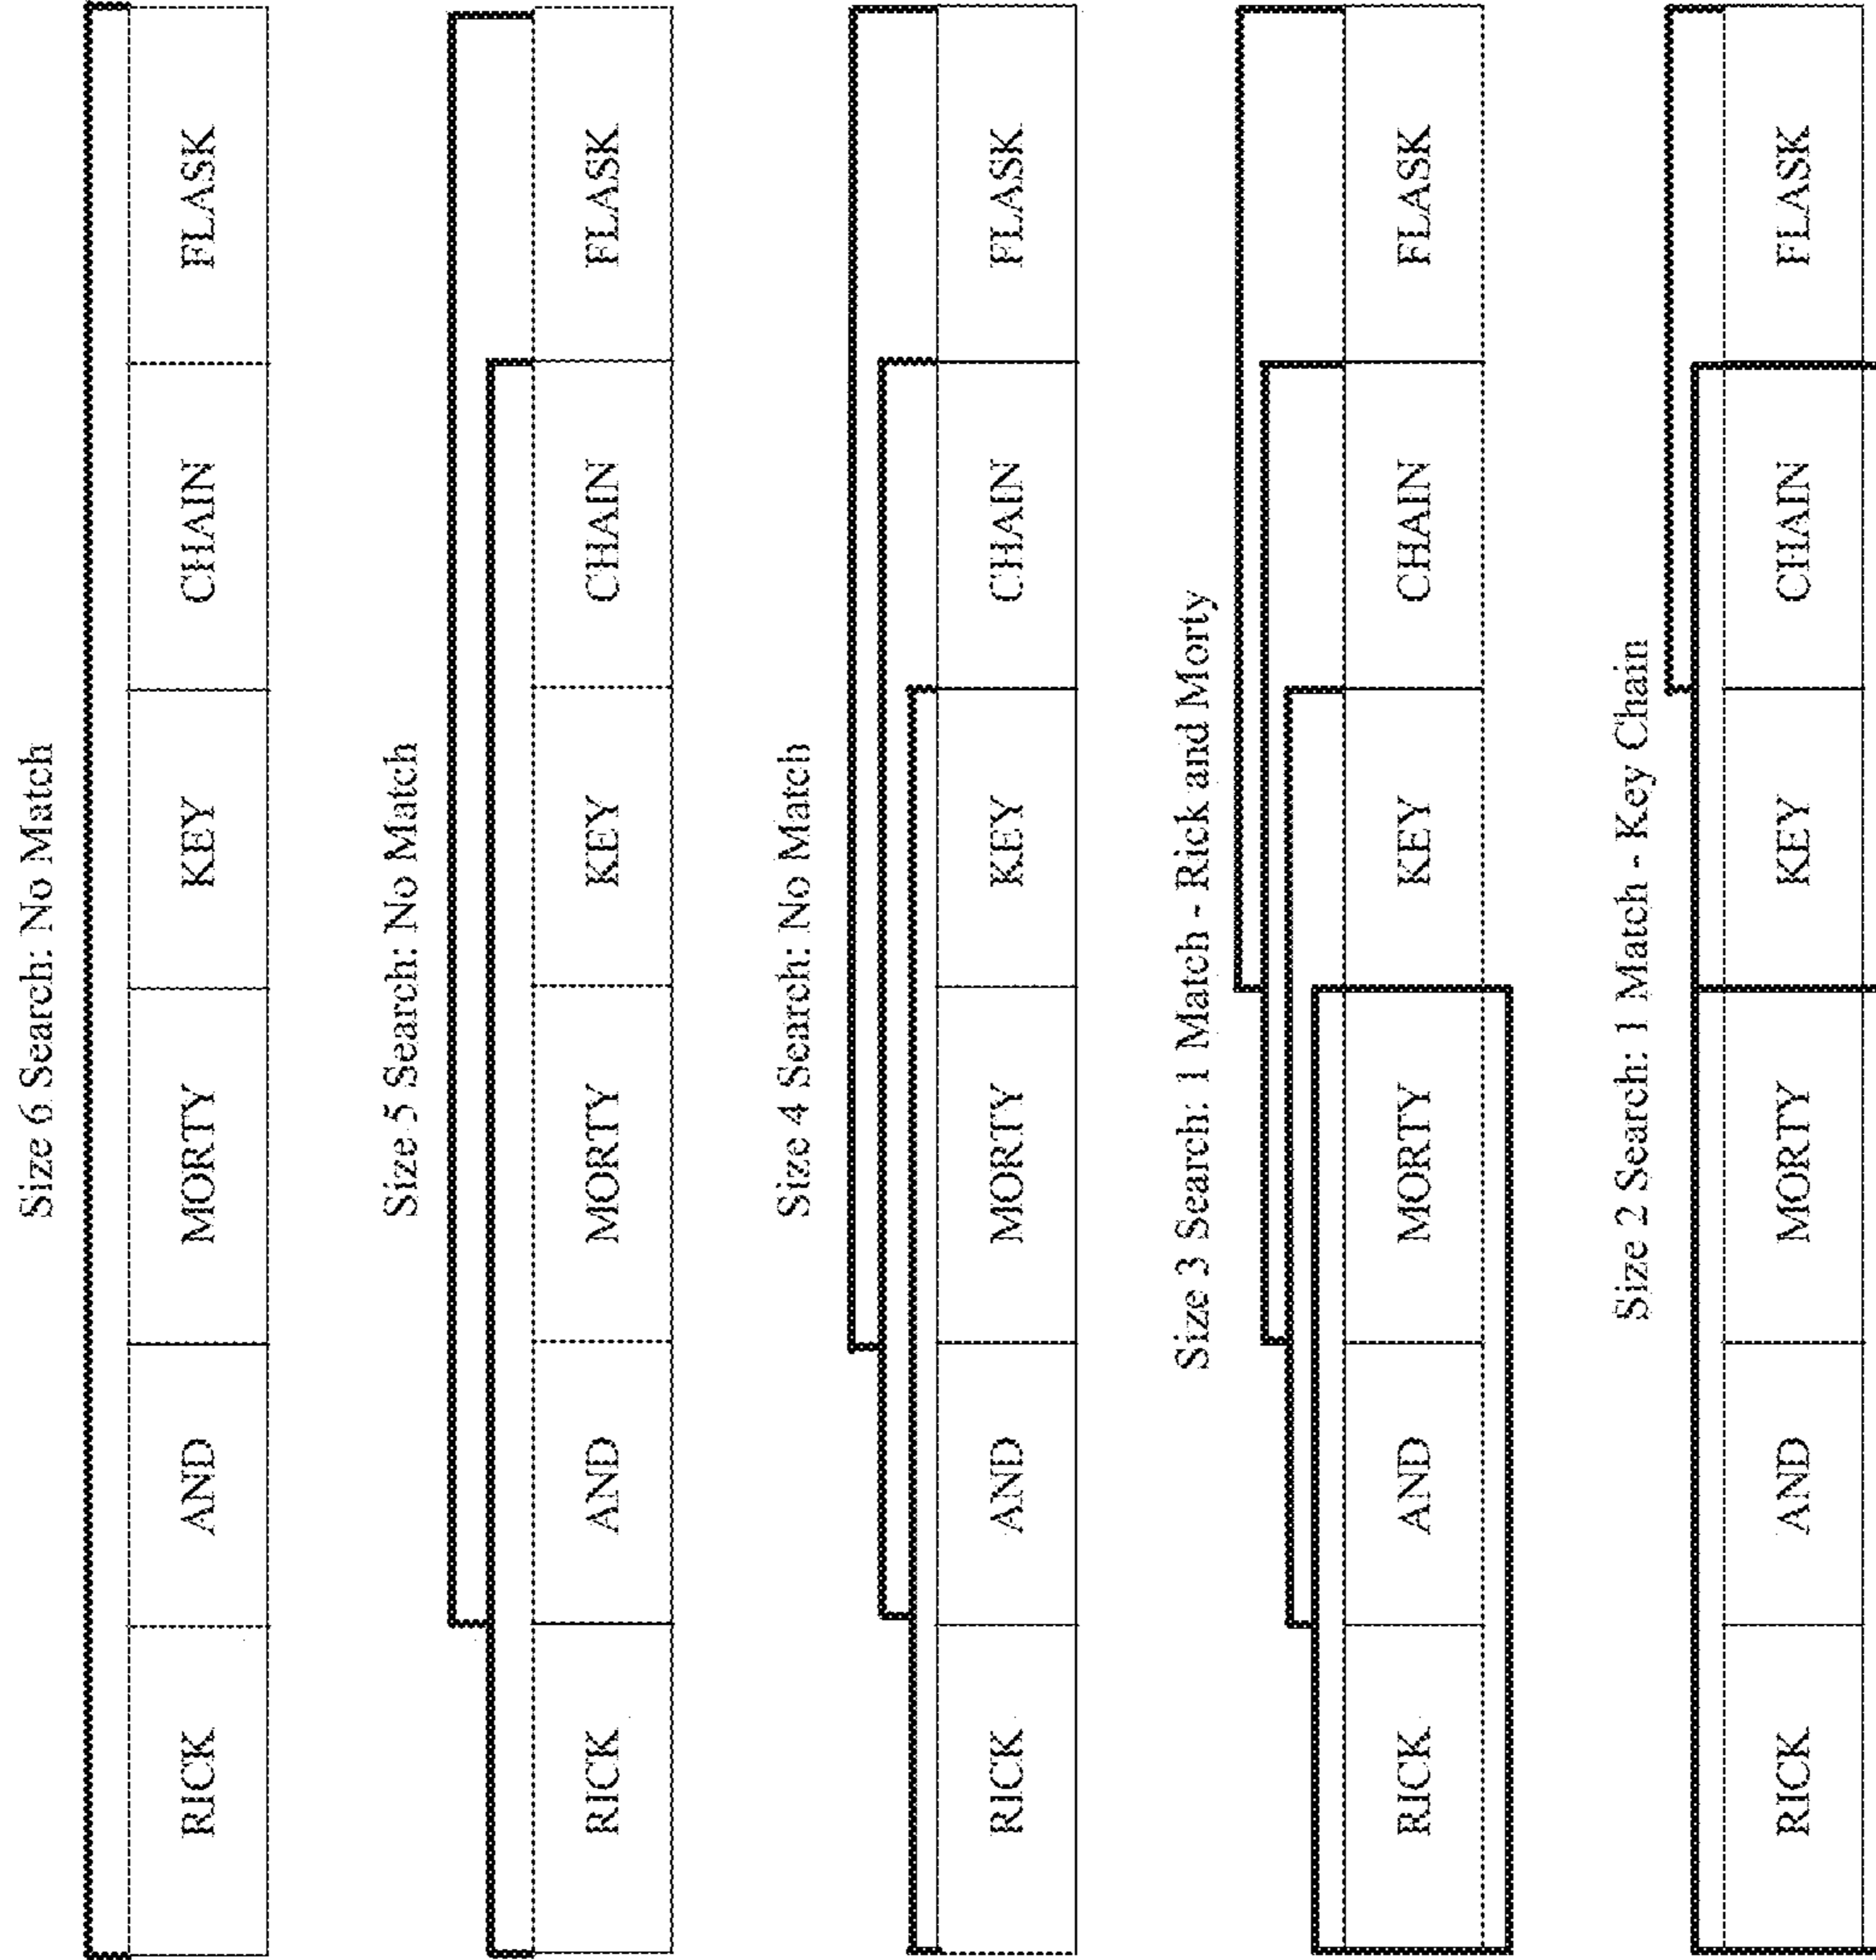 Size 6 Search: No Match
RICK AND MORTY KEY CHAIN FLASK
Size 5 Search: No Match
RICK AND MORTY KEY CHAIN FLASK
Size 4 Search: No Match
RICK AND MORTY KEY CHAIN FLASK
Size 3 Search: 1 Match - Rick and Morty
RICK AND MORTY KEY CHAIN FLASK
Size 2 Search: 1 Match - Key Chain
RICK AND MORTY KEY CHAIN FLASK